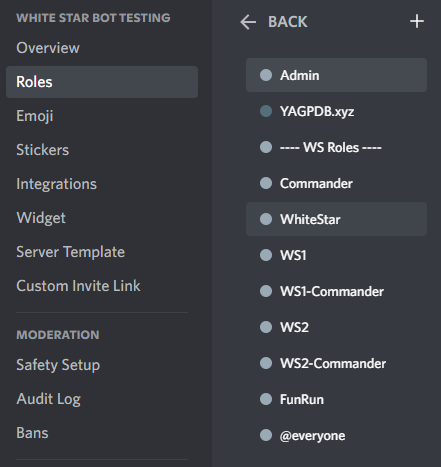 WHITE STAR BOT TESTING
Overview
Roles
Emoji
Stickers
Integrations
Widget
Server Template
Custom Invite Link
MODERATION
Safety Setup
Audit Log
Bans
BACK
Admin
YAGPDB.xyz
---- WS Roles ----
Commander
WhiteStar
WS1
WS1-Commander
WS2
WS2-Commander
FunRun
@everyone